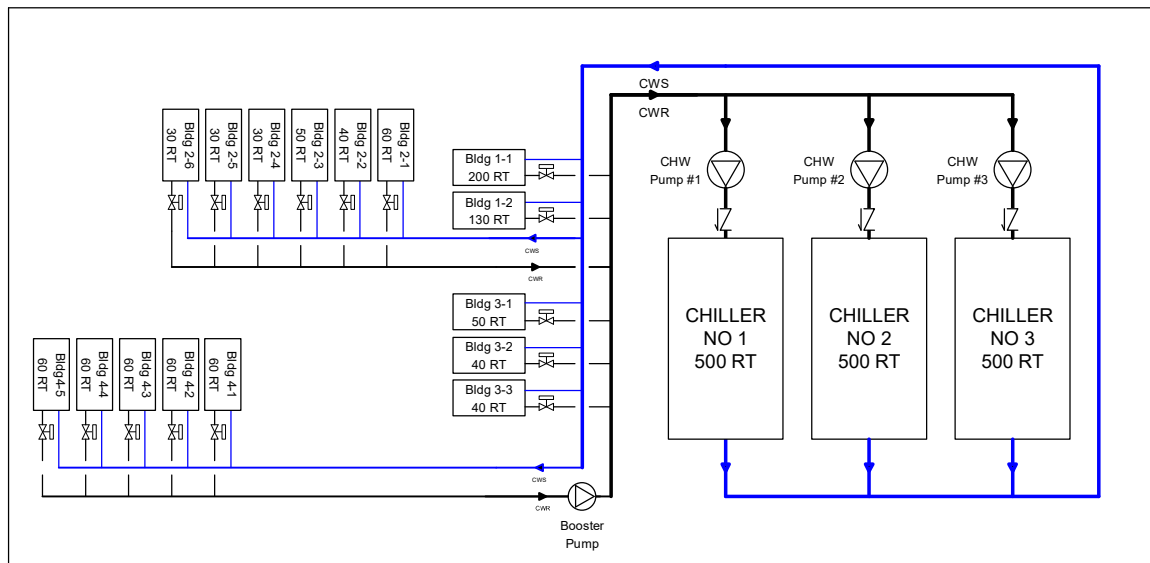 CWS
CWR
CHW
Pump #1
CHW
Pump #2
CHW
Pump #3
Bldg 2-6
30 RT
Bldg 2-5
30 RT
Bldg 2-4
30 RT
Bldg 2-3
50 RT
Bldg 2-2
40 RT
Bldg 2-1
60 RT
Bldg 1-1
200 RT
Bldg 1-2
130 RT
CWS
CWR
Bldg 3-1
50 RT
Bldg 3-2
40 RT
Bldg 3-3
40 RT
CHILLER
NO 1
500 RT
CHILLER
NO 2
500 RT
CHILLER
NO 3
500 RT
Bldg4-5
60 RT
Bldg 4-4
60 RT
Bldg 4-3
60 RT
Bldg 4-2
60 RT
Bldg 4-1
60 RT
CWS
CWR
Booster
Pump